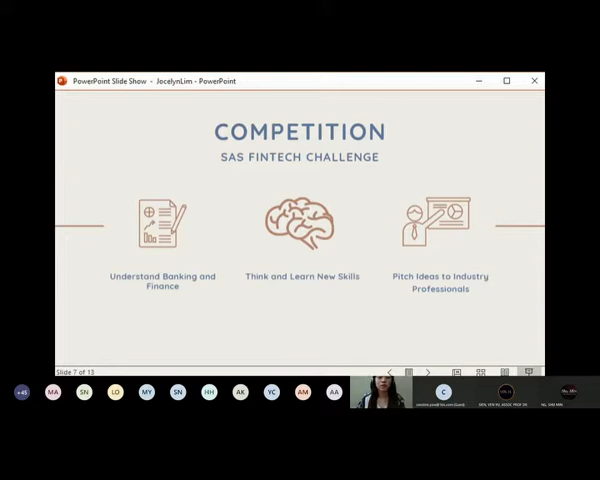 PowerPoint Slide Show - JocelynLim - PowerPoint
COMPETITION
SAS FINTECH CHALLENGE
Understand Banking and
Finance
Think and Learn New Skills
Pitch Ideas to Industry
Professionals
Slide 7 of 13
+45 MA SN LO MY SN HH AK YC AM AA C